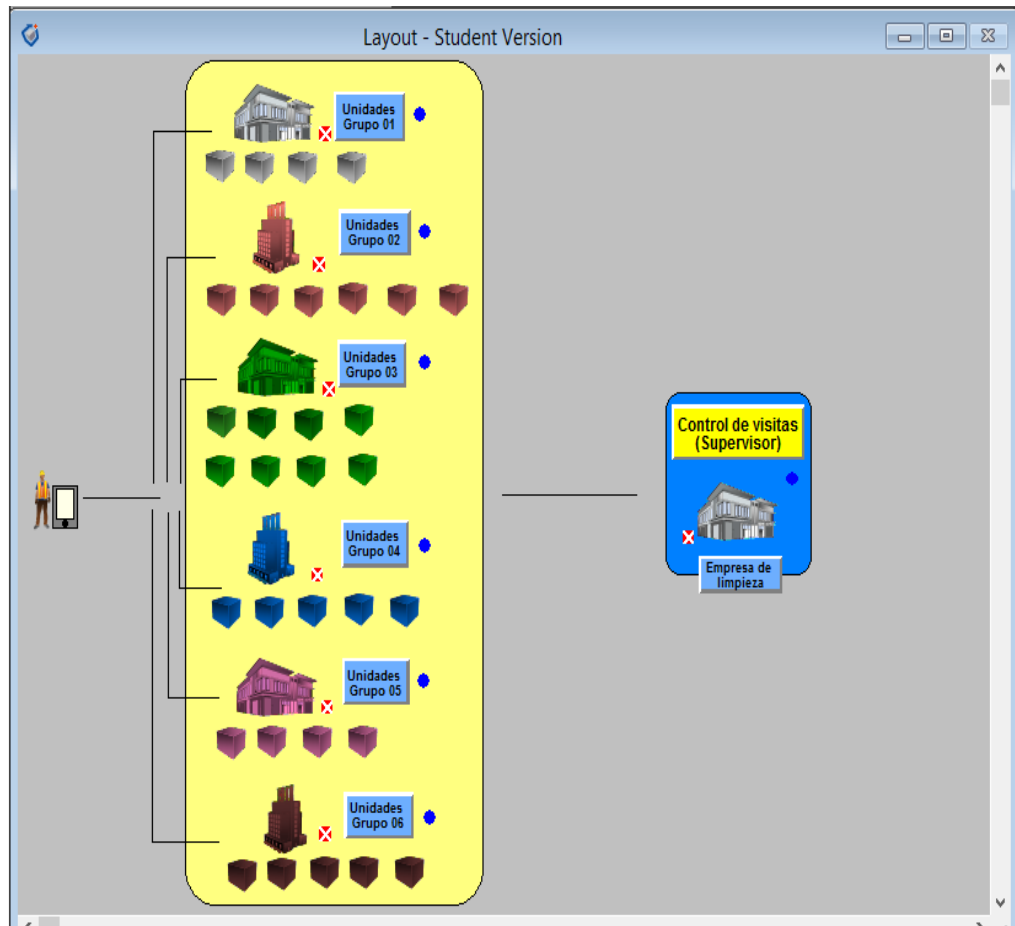 Layout - Student Version
Unidades
Grupo 01
Unidades
Grupo 02
Unidades
Grupo 03
Unidades
Grupo 04
Unidades
Grupo 05
Unidades
Grupo 06
Control de visitas
(Supervisor)
Empresa de
limpieza